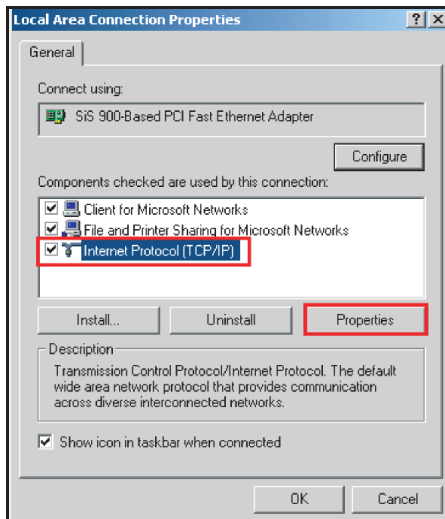 Local Area Connection Properties
General
Connect using:
SiS 900-Based PCI Fast Ethernet Adapter
Configure
Components checked are used by this connection:
Client for Microsoft Networks
File and Printer Sharing for Microsoft Networks
Internet Protocol (TCP/IP)
Install... Uninstall Properties
Description
Transmission Control Protocol/Internet Protocol. The default
wide area network protocol that provides communication
across diverse interconnected networks.
Show icon in taskbar when connected
OK Cancel